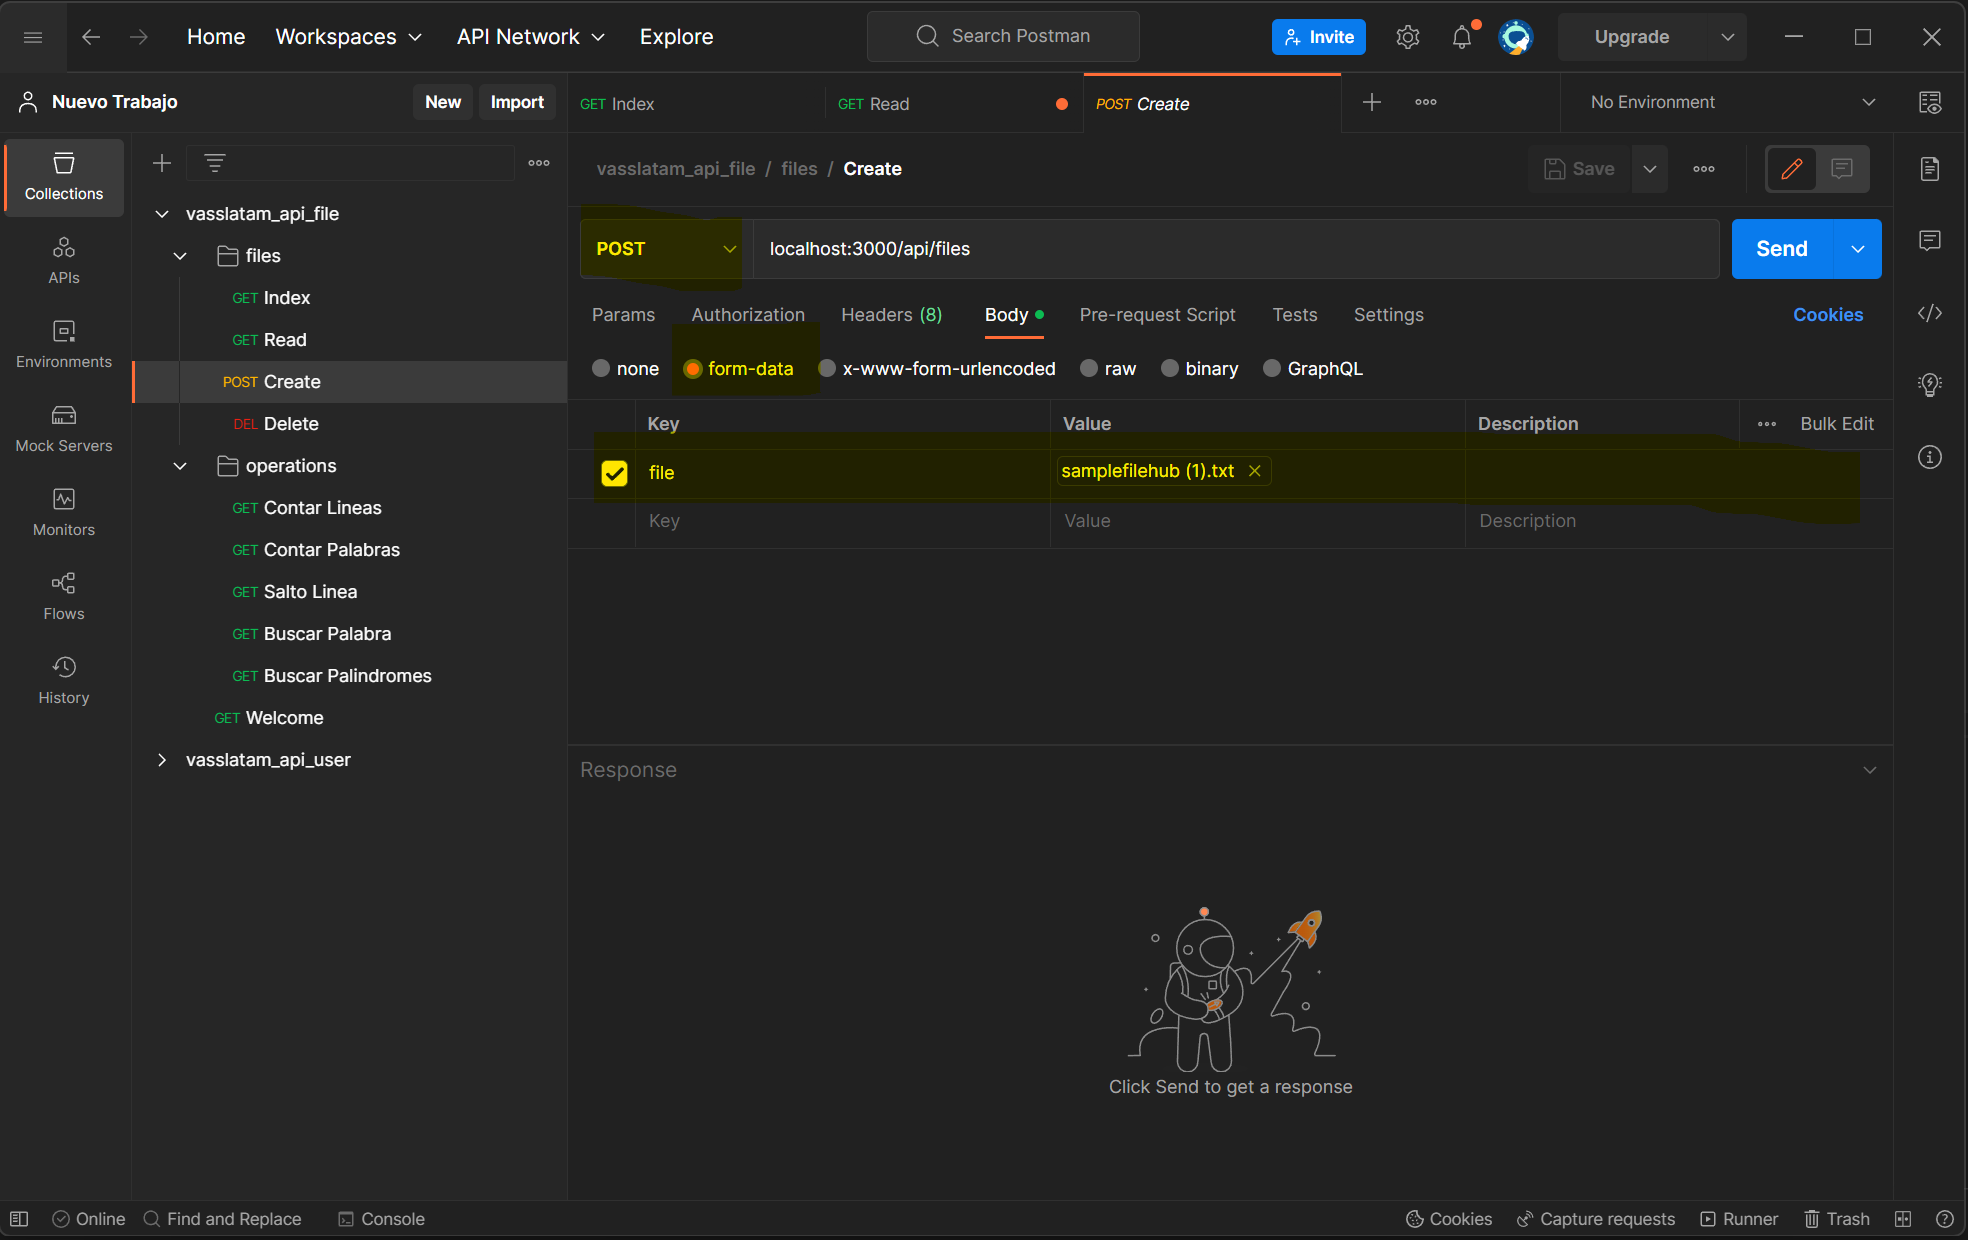 Home Workspaces API Network Explore Search Postman Invite Upgrade
Nuevo Trabajo New Import GET Index GET Read POST Create No Environment
Collections
APIs
Environments
Mock Servers
Monitors
Flows
History
vasslatam_api_file
files
GET Index
GET Read
POST Create
DEL Delete
operations
GET Contar Lineas
GET Contar Palabras
GET Salto Linea
GET Buscar Palabra
GET Buscar Palindromes
GET Welcome
vasslatam_api_user
vasslatam_api_file / files / Create Save
POST localhost:3000/api/files Send
Params Authorization Headers (8) Body Pre-request Script Tests Settings Cookies
none form-data x-www-form-urlencoded raw binary GraphQL
Key Value Description Bulk Edit
file samplefilehub (1).txt
Key Value Description
Response
Click Send to get a response
Online Find and Replace Console Cookies Capture requests Runner Trash